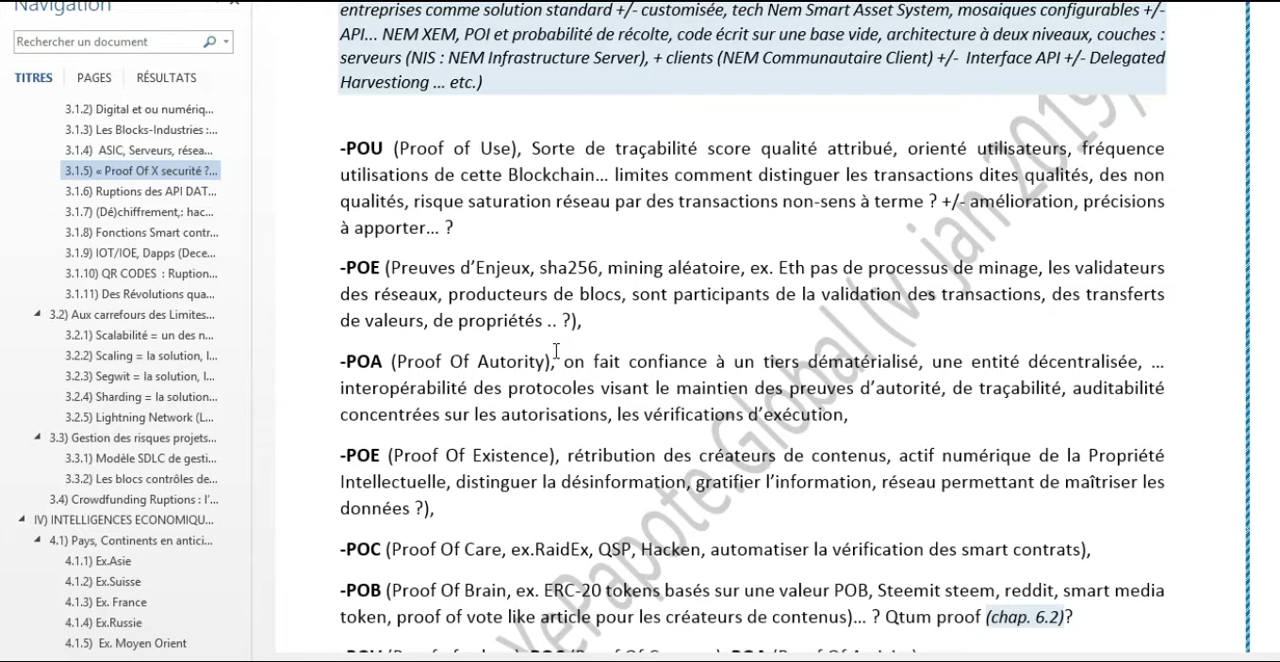 Navigation
Rechercher un document
TITRES PAGES RÉSULTATS
3.1.2) Digital et ou numériq...
3.1.3) Les Blocks-Industries :...
3.1.4) ASIC, Serveurs, résea...
3.1.5) « Proof Of X securité ?...
3.1.6) Ruptions des API DAT...
3.1.7) (Dé)chiffrement,: hac...
3.1.8) Fonctions Smart contr...
3.1.9) IOT/IOE, Dapps (Dece...
3.1.10) QR CODES : Ruption...
3.1.11) Des Révolutions qua...
3.2) Aux carrefours des Limites...
3.2.1) Scalabilité = un des n...
3.2.2) Scaling = la solution, l...
3.2.3) Segwit = la solution, l...
3.2.4) Sharding = la solution...
3.2.5) Lightning Network (L...
3.3) Gestion des risques projets...
3.3.1) Modèle SDLC de gesti...
3.3.2) Les blocs contrôles de...
3.4) Crowdfunding Ruptions : l'...
IV) INTELLIGENCES ECONOMIQU...
4.1) Pays, Continents en antici...
4.1.1) Ex.Asie
4.1.2) Ex.Suisse
4.1.3) Ex. France
4.1.4) Ex.Russie
4.1.5) Ex. Moyen Orient
entreprises comme solution standard +/- customisée, tech Nem Smart Asset System, mosaiques configurables +/-
API... NEM XEM, POI et probabilité de récolte, code écrit sur une base vide, architecture à deux niveaux, couches :
serveurs (NIS : NEM Infrastructure Server), + clients (NEM Communautaire Client) +/- Interface API +/- Delegated
Harvestiong ... etc.)
-POU (Proof of Use), Sorte de traçabilité score qualité attribué, orienté utilisateurs, fréquence
utilisations de cette Blockchain... limites comment distinguer les transactions dites qualités, des non
qualités, risque saturation réseau par des transactions non-sens à terme ? +/- amélioration, précisions
à apporter... ?
-POE (Preuves d'Enjeux, sha256, mining aléatoire, ex. Eth pas de processus de minage, les validateurs
des réseaux, producteurs de blocs, sont participants de la validation des transactions, des transferts
de valeurs, de propriétés .. ?),
-POA (Proof Of Autority), on fait confiance à un tiers dématérialisé, une entité décentralisée, ...
interopérabilité des protocoles visant le maintien des preuves d'autorité, de traçabilité, auditabilité
concentrées sur les autorisations, les vérifications d'exécution,
-POE (Proof Of Existence), rétribution des créateurs de contenus, actif numérique de la Propriété
Intellectuelle, distinguer la désinformation, gratifier l'information, réseau permettant de maîtriser les
données ?),
-POC (Proof Of Care, ex.RaidEx, QSP, Hacken, automatiser la vérification des smart contrats),
-POB (Proof Of Brain, ex. ERC-20 tokens basés sur une valeur POB, Steemit steem, reddit, smart media
token, proof of vote like article pour les créateurs de contenus)... ? Qtum proof (chap. 6.2)?
YePapote.Global (v. jan 2019)